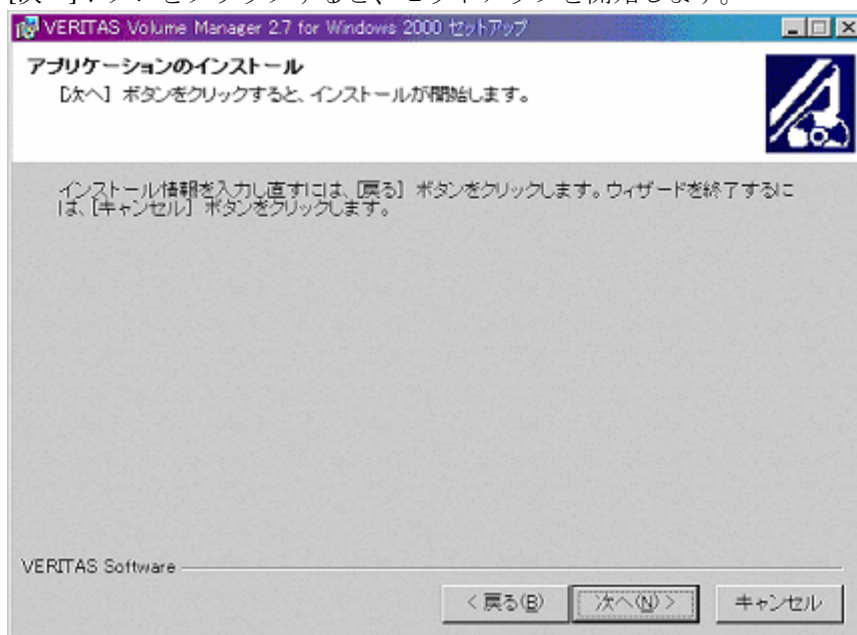 VERITAS Volume Manager 2.7 for Windows 2000 セットアップ
アプリケーションのインストール
[次へ] ボタンをクリックすると、インストールが開始します。
インストール情報を入力し直すには、[戻る] ボタンをクリックします。ウィザードを終了するに
は、[キャンセル] ボタンをクリックします。
VERITAS Software
< 戻る(B)
次へ(N) >
キャンセル